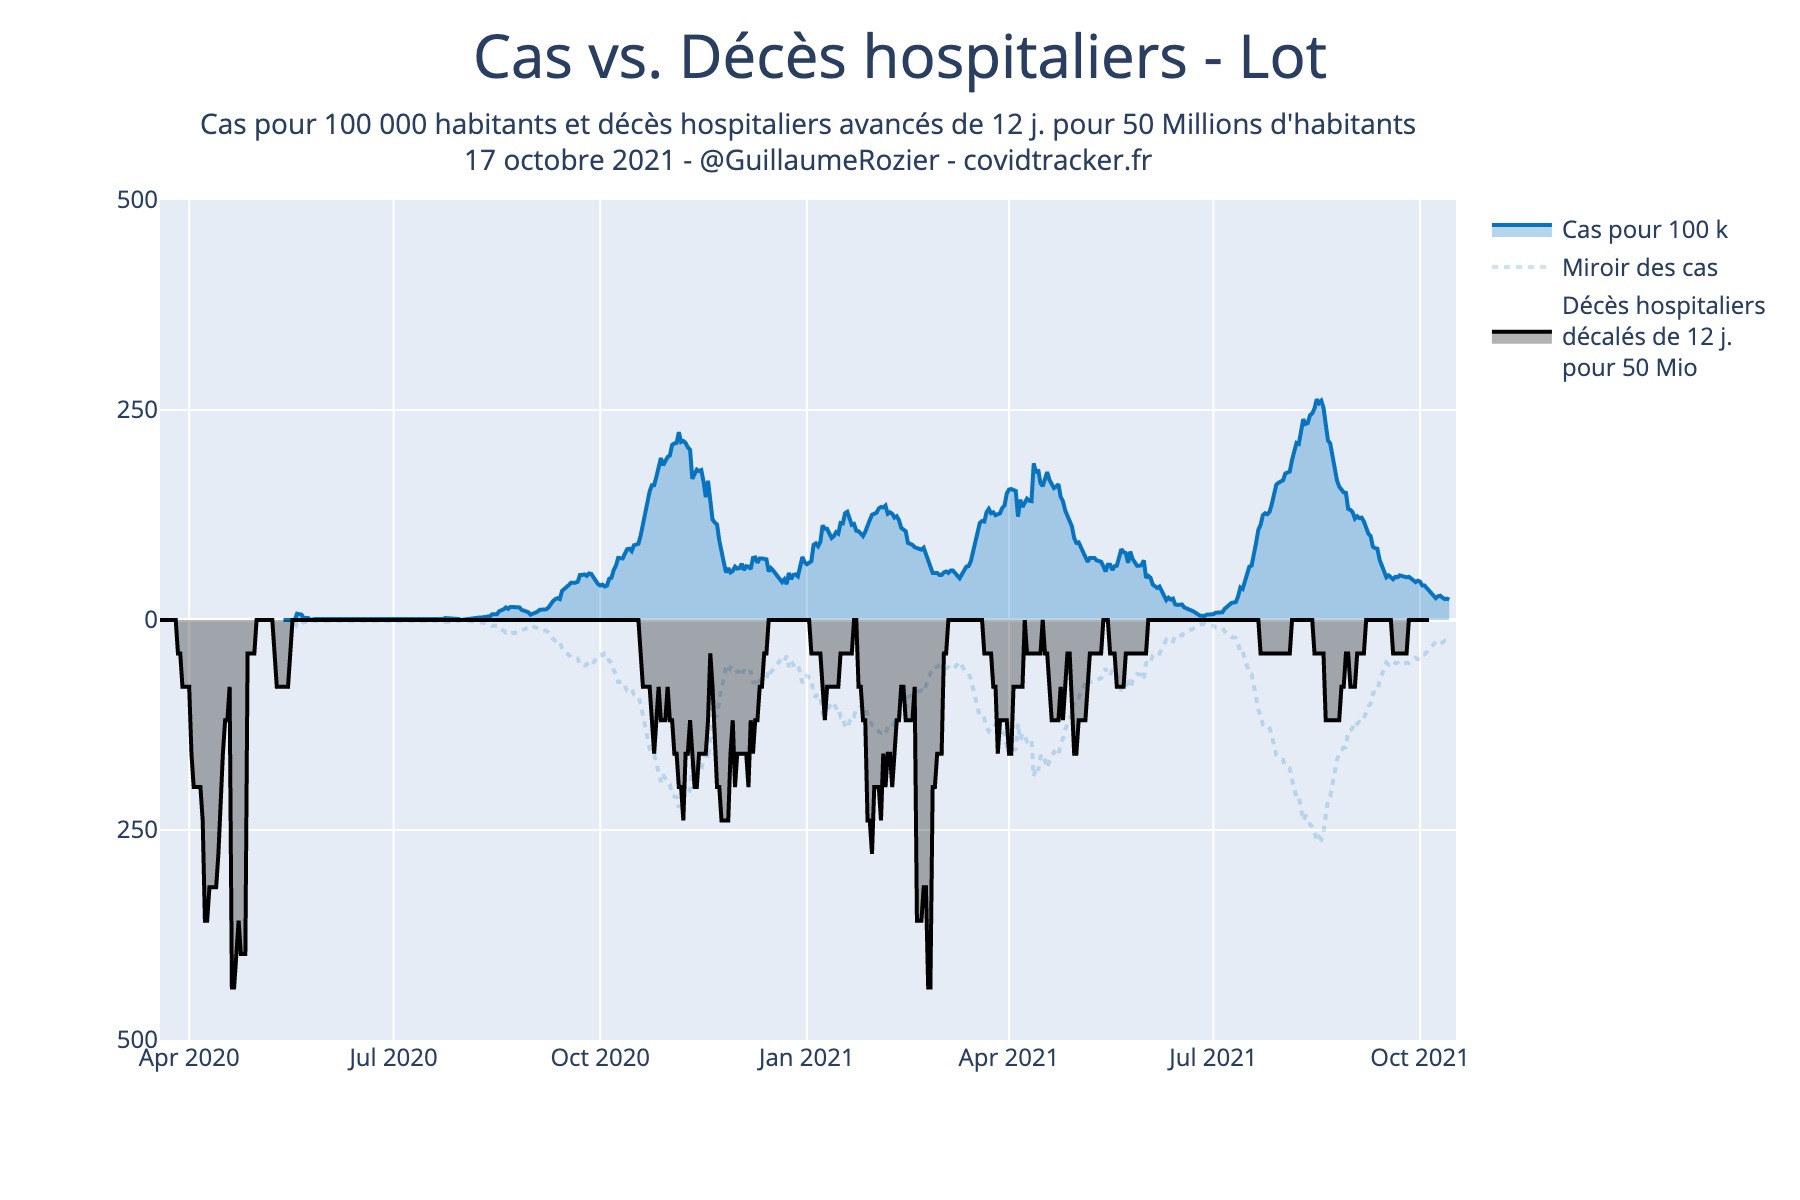 Cas vs. Décès hospitaliers - Lot
Cas pour 100 000 habitants et décès hospitaliers avancés de 12 j. pour 50 Millions d'habitants
17 octobre 2021 - @GuillaumeRozier - covidtracker.fr
500
250
0
250
500
Apr 2020
Jul 2020
Oct 2020
Jan 2021
Apr 2021
Jul 2021
Oct 2021
Cas pour 100 k
Miroir des cas
Décès hospitaliers
décalés de 12 j.
pour 50 Mio